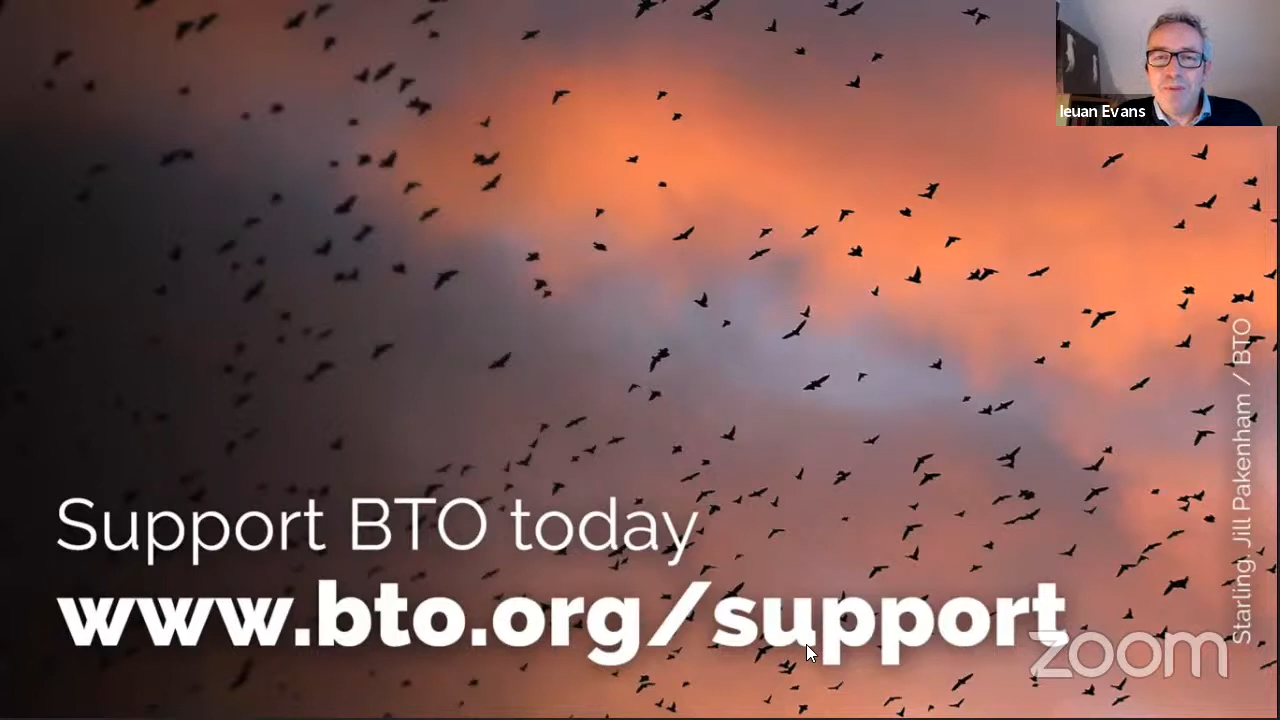 Ieuan Evans
Support BTO today
www.bto.org/support
Starling. Jill Pakenham / BTO
zoom